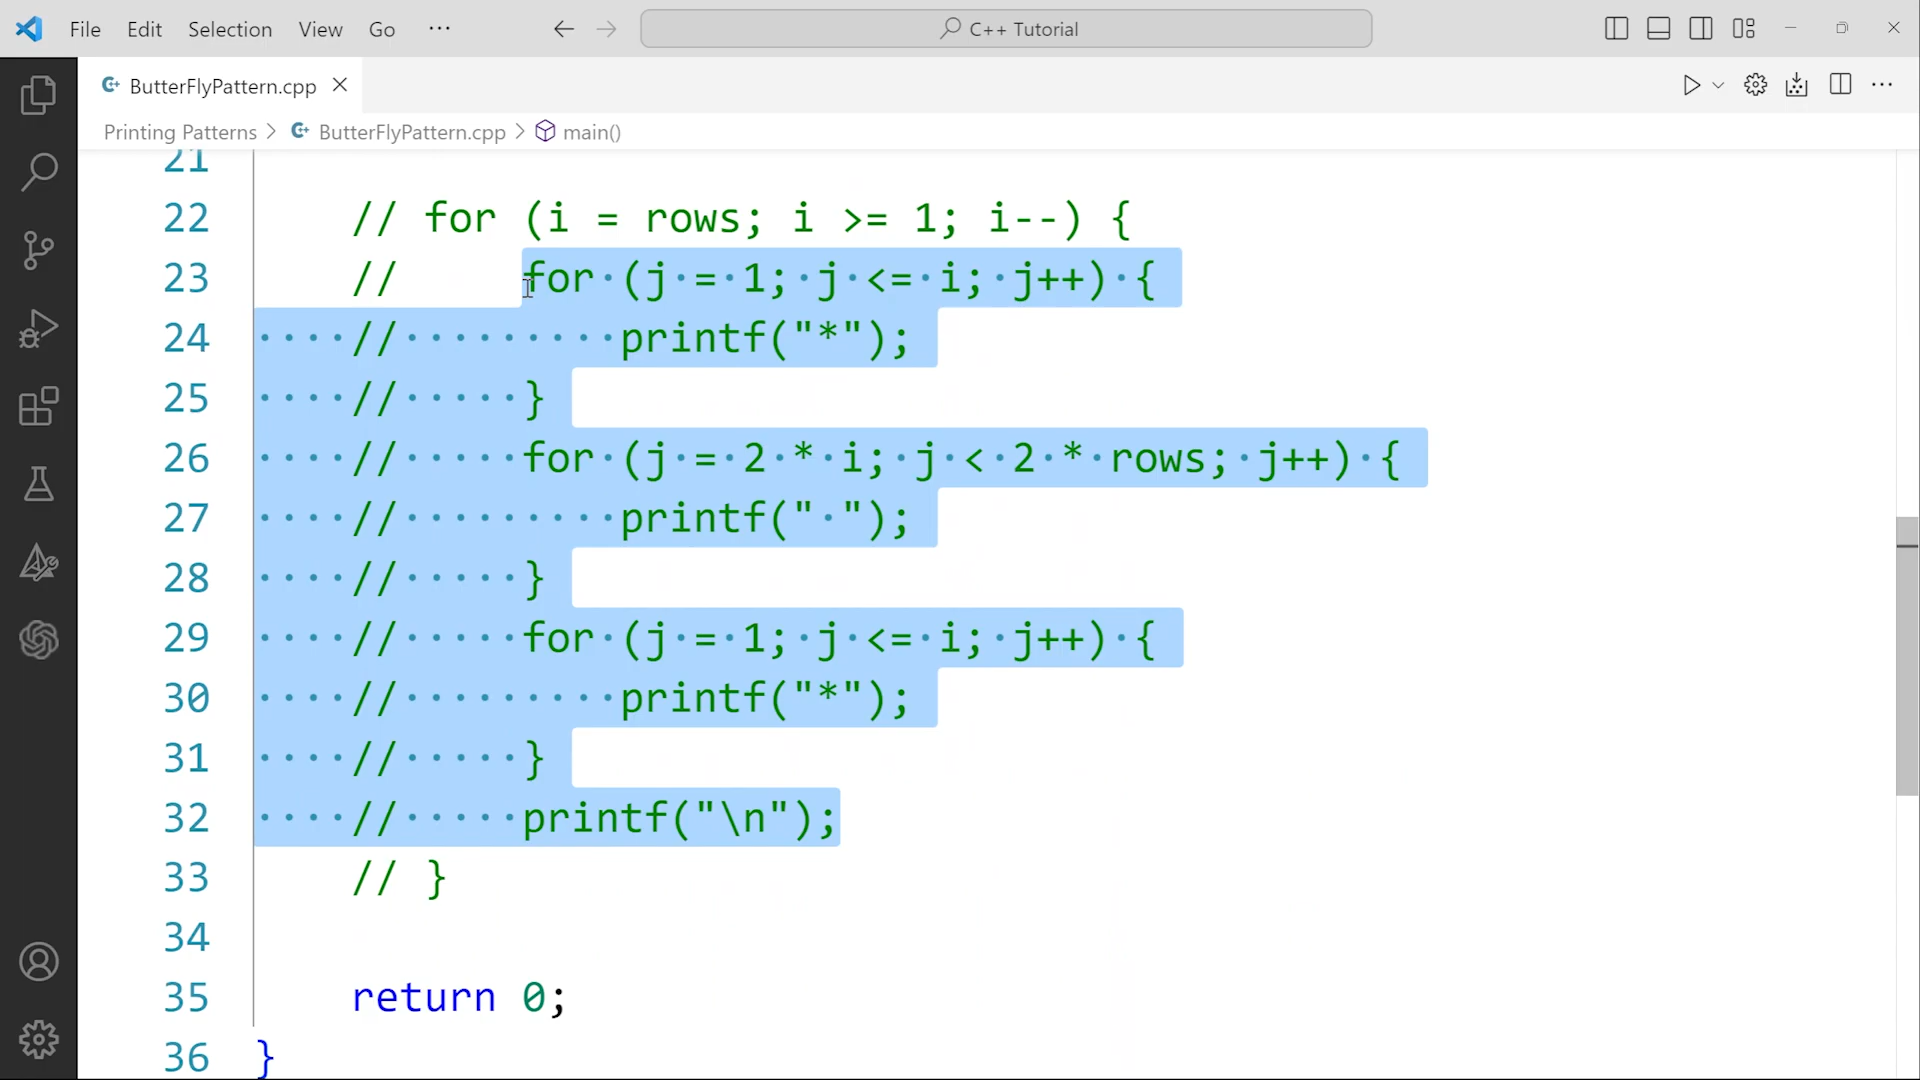 File Edit Selection View Go ··· C++ Tutorial
ButterFlyPattern.cpp
Printing Patterns > ButterFlyPattern.cpp > main()
21
22 // for (i = rows; i >= 1; i--) {
23 //     for (j = 1; j <= i; j++) {
24 //         printf("*");
25 //     }
26 //     for (j = 2 * i; j < 2 * rows; j++) {
27 //         printf(" ");
28 //     }
29 //     for (j = 1; j <= i; j++) {
30 //         printf("*");
31 //     }
32 //     printf("\n");
33 // }
34
35 return 0;
36 }